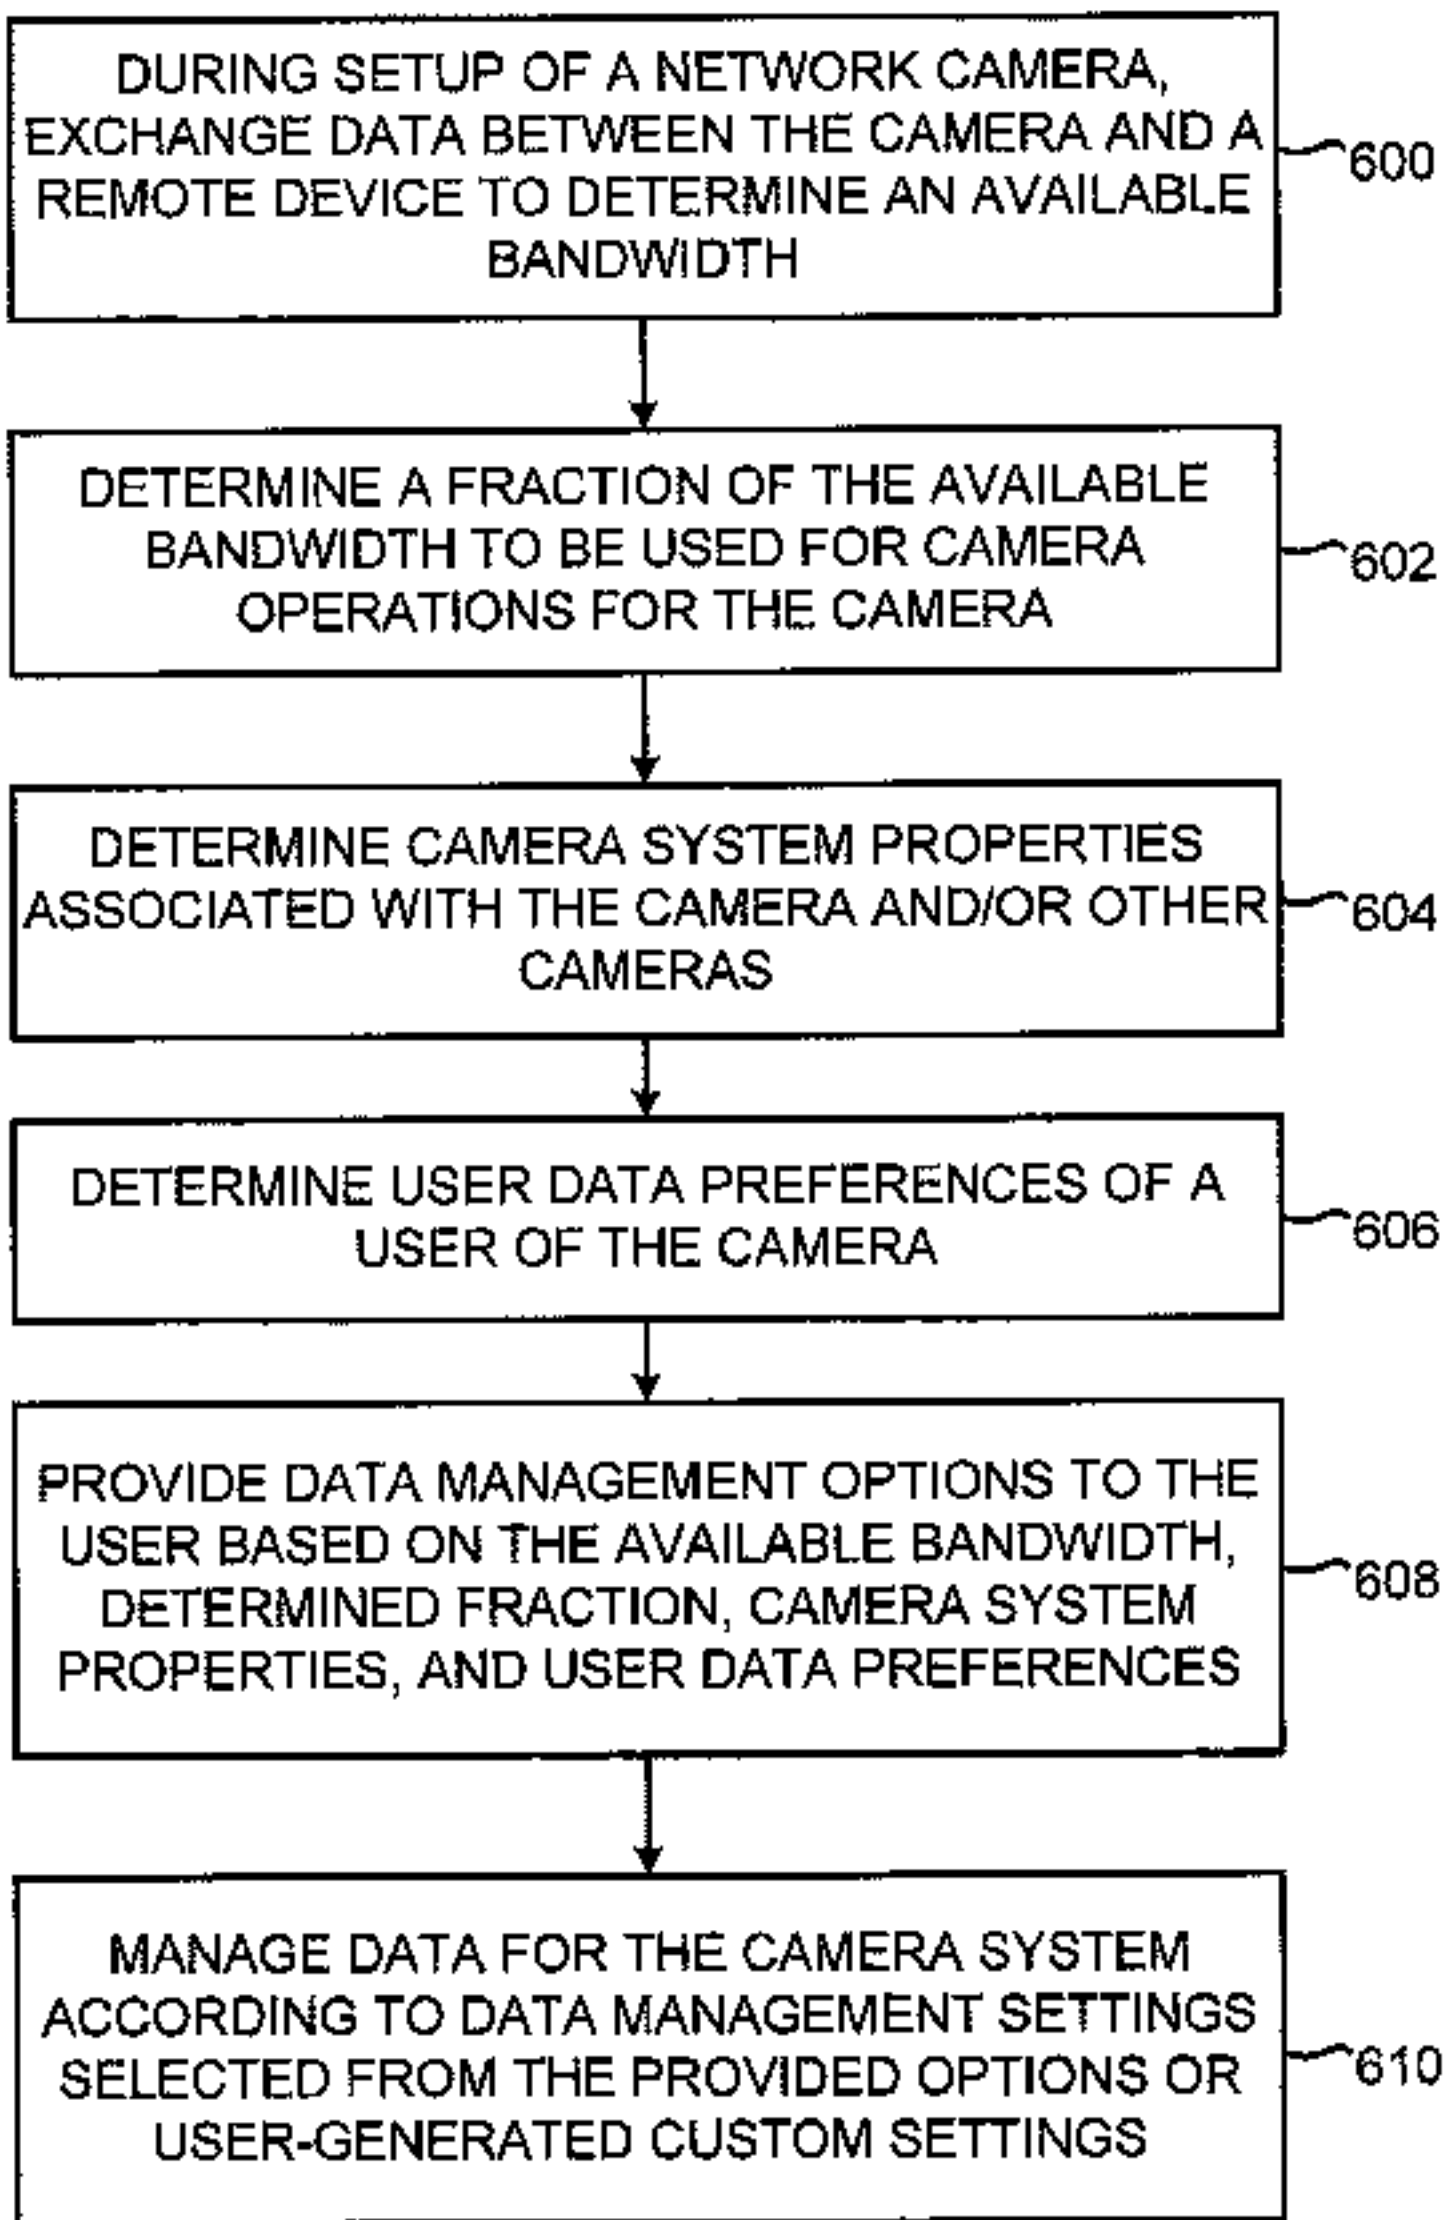 DURING SETUP OF A NETWORK CAMERA,
EXCHANGE DATA BETWEEN THE CAMERA AND A
REMOTE DEVICE TO DETERMINE AN AVAILABLE
BANDWIDTH
600
DETERMINE A FRACTION OF THE AVAILABLE
BANDWIDTH TO BE USED FOR CAMERA
OPERATIONS FOR THE CAMERA
602
DETERMINE CAMERA SYSTEM PROPERTIES
ASSOCIATED WITH THE CAMERA AND/OR OTHER
CAMERAS
604
DETERMINE USER DATA PREFERENCES OF A
USER OF THE CAMERA
606
PROVIDE DATA MANAGEMENT OPTIONS TO THE
USER BASED ON THE AVAILABLE BANDWIDTH,
DETERMINED FRACTION, CAMERA SYSTEM
PROPERTIES, AND USER DATA PREFERENCES
608
MANAGE DATA FOR THE CAMERA SYSTEM
ACCORDING TO DATA MANAGEMENT SETTINGS
SELECTED FROM THE PROVIDED OPTIONS OR
USER-GENERATED CUSTOM SETTINGS
610